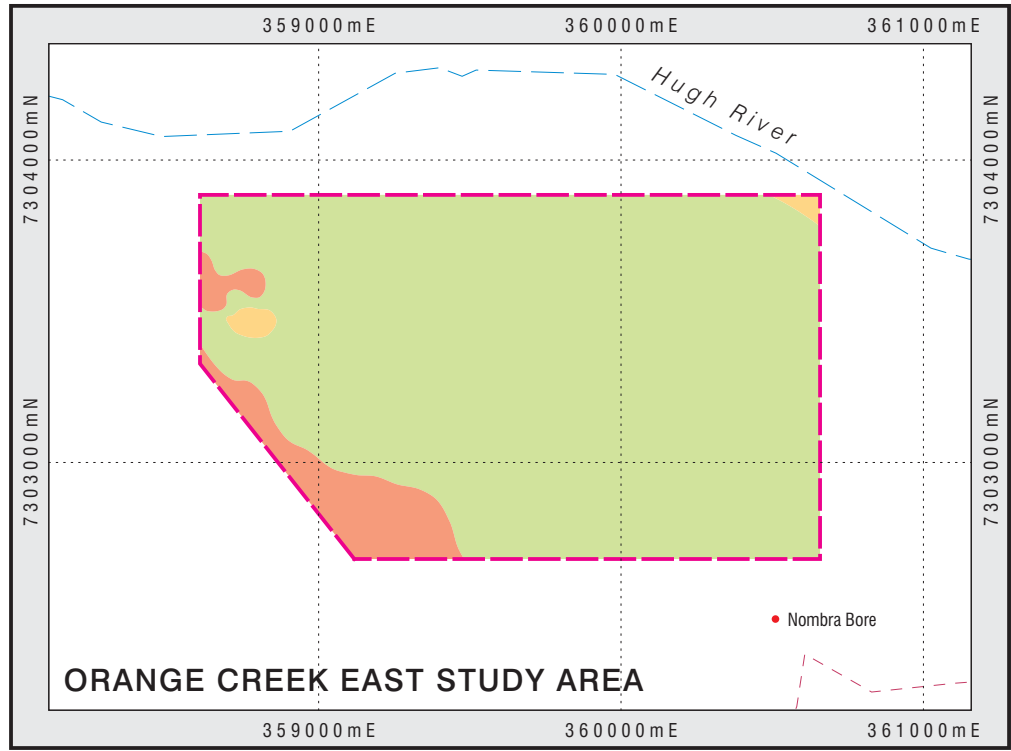 359000mE 360000mE 361000mE
Hugh River
7304000mN 7304000mN
7303000mN 7303000mN
Nombra Bore
ORANGE CREEK EAST STUDY AREA
359000mE 360000mE 361000mE